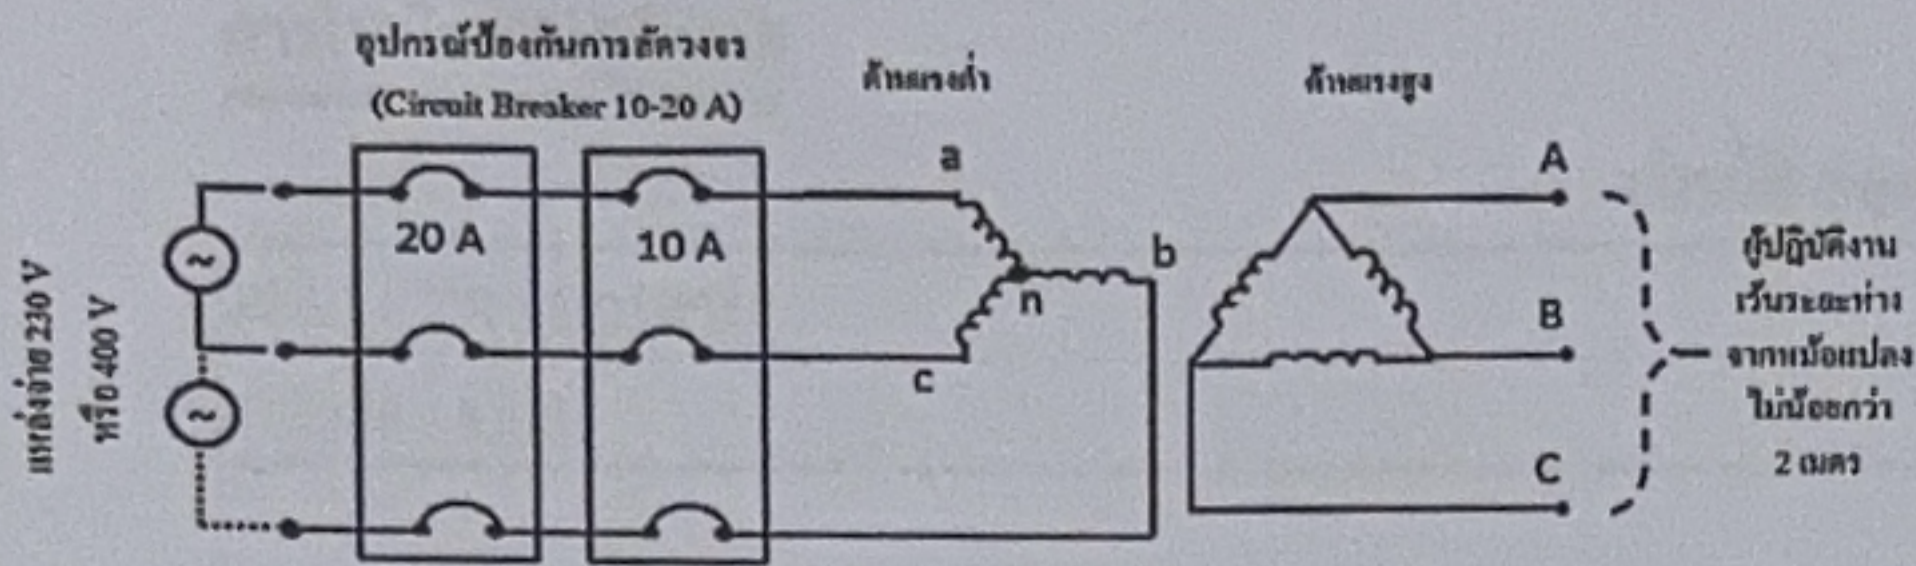 อุปกรณ์ป้องกันการลัดวงจร
(Circuit Breaker 10-20 A)
ด้านแรงต่ำ
ด้านแรงสูง
a
A
20 A
10 A
b
n
B
c
C
แหล่งจ่าย 230 V
หรือ 400 V
~
~
ผู้ปฏิบัติงาน
เว้นระยะห่าง
จากหม้อแปลง
ไม่น้อยกว่า
2 เมตร